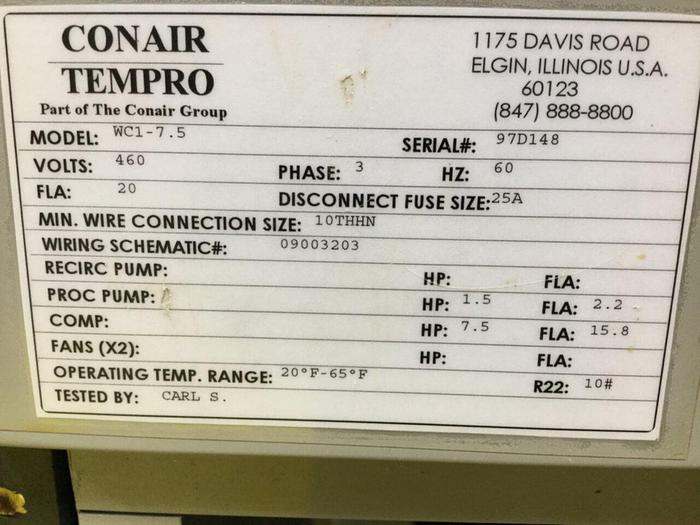 CONAIR
TEMPRO
Part of The Conair Group
1175 DAVIS ROAD
ELGIN, ILLINOIS U.S.A.
60123
(847) 888-8800
MODEL: WC1-7.5 SERIAL#: 97D148
VOLTS: 460 PHASE: 3 HZ: 60
FLA: 20 DISCONNECT FUSE SIZE: 25A
MIN. WIRE CONNECTION SIZE: 10THHN
WIRING SCHEMATIC#: 09003203
RECIRC PUMP: HP: FLA:
PROC PUMP: HP: 1.5 FLA: 2.2
COMP: HP: 7.5 FLA: 15.8
FANS (X2): HP: FLA:
OPERATING TEMP. RANGE: 20°F-65°F R22: 10#
TESTED BY: CARL S.